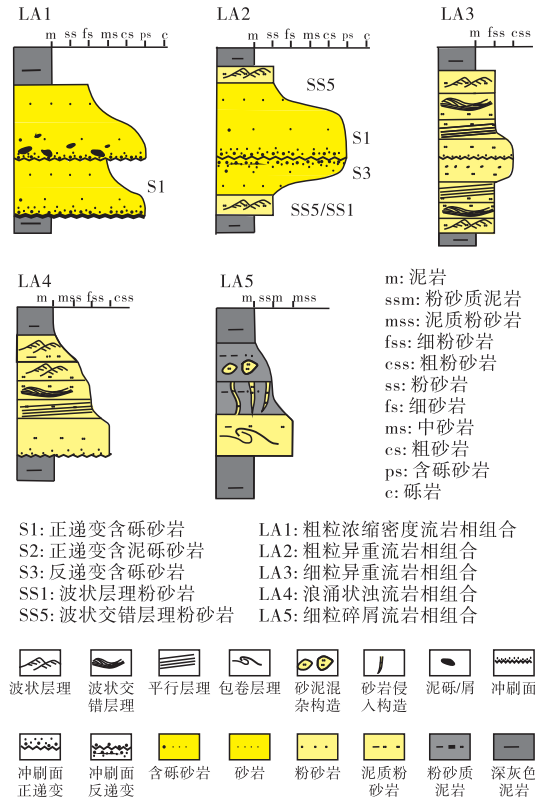 LA1
LA2
LA3
m ss fs ms cs ps c
m ss fs ms cs ps c
m fss css
SS5
S1
S1
S3
SS5/SS1
LA4
LA5
m mss fss css
m ssm mss
m: 泥岩
ssm: 粉砂质泥岩
mss: 泥质粉砂岩
fss: 细粉砂岩
css: 粗粉砂岩
ss: 粉砂岩
fs: 细砂岩
ms: 中砂岩
cs: 粗砂岩
ps: 含砾砂岩
c: 砾岩
S1: 正递变含砾砂岩
S2: 正递变含泥砾砂岩
S3: 反递变含砾砂岩
SS1: 波状层理粉砂岩
SS5: 波状交错层理粉砂岩
LA1: 粗粒浓缩密度流岩相组合
LA2: 粗粒异重流岩相组合
LA3: 细粒异重流岩相组合
LA4: 浪涌状浊流岩相组合
LA5: 细粒碎屑流岩相组合
波状层理
波状交
错层理
平行层理
包卷层理
砂泥混
杂构造
砂岩侵
入构造
泥砾/屑
冲刷面
冲刷面
正递变
冲刷面
反递变
含砾砂岩
砂岩
粉砂岩
泥质粉
砂岩
粉砂质
泥岩
深灰色
泥岩